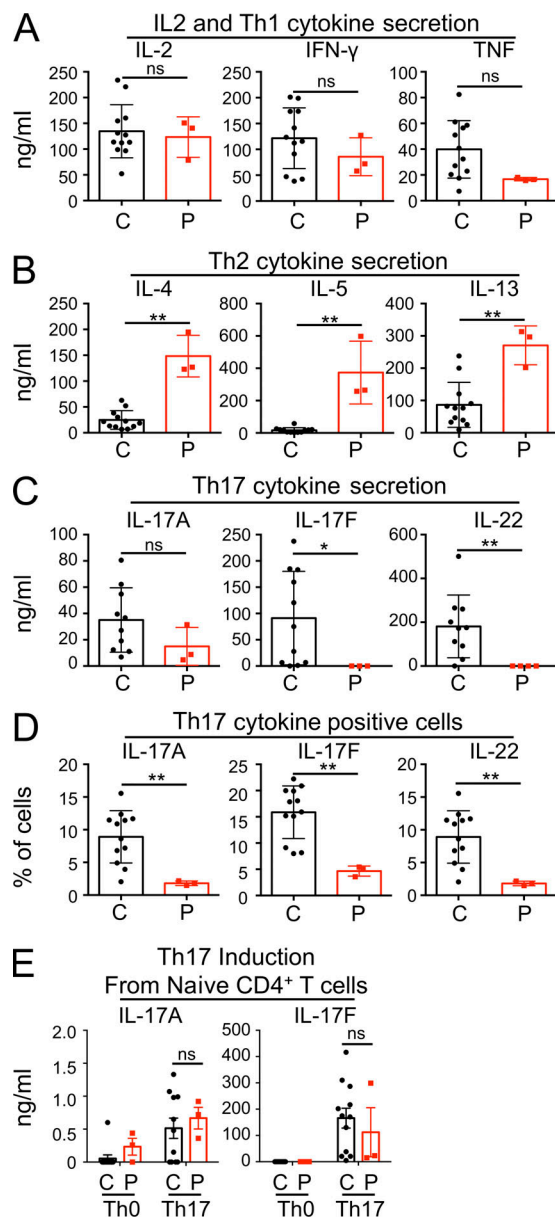 A
IL2 and Th1 cytokine secretion
IL-2 IFN-γ TNF
ng/ml
250 200 150 100 50 0
ns
C P
250 200 150 100 50 0
ns
C P
100 80 60 40 20 0
ns
C P
B
Th2 cytokine secretion
IL-4 IL-5 IL-13
ng/ml
250 200 150 100 50 0
**
C P
800 600 400 200 0
**
C P
400 300 200 100 0
**
C P
C
Th17 cytokine secretion
IL-17A IL-17F IL-22
ng/ml
100 80 60 40 20 0
ns
C P
250 200 150 100 50 0
*
C P
600 400 200 0
**
C P
D
Th17 cytokine positive cells
IL-17A IL-17F IL-22
% of cells
20 15 10 5 0
**
C P
25 20 15 10 5 0
**
C P
20 15 10 5 0
**
C P
E
Th17 Induction
From Naive CD4⁺ T cells
IL-17A IL-17F
ng/ml
2.0 1.5 1.0 0.5 0
ns
C P C P
Th0 Th17
500 400 300 200 100 0
ns
C P C P
Th0 Th17